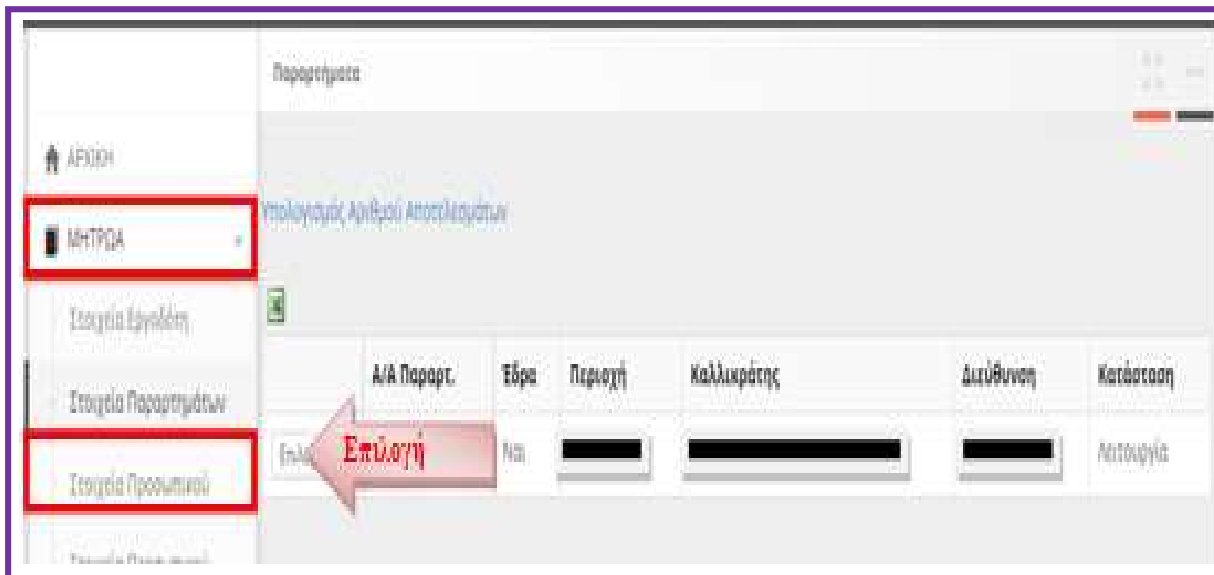 Παραρτήματα
ΑΡΧΙΚΗ
ΜΗΤΡΩΑ
Υπολογισμός Αριθμού Αποτελεσμάτων
Στοιχεία Εργοδότη
Α/Α Παραρτ. Έδρα Περιοχή Καλλικράτης Διεύθυνση Κατάσταση
Στοιχεία Παραρτημάτων
Επιλογή Ναι Λειτουργία
Στοιχεία Προσωπικού